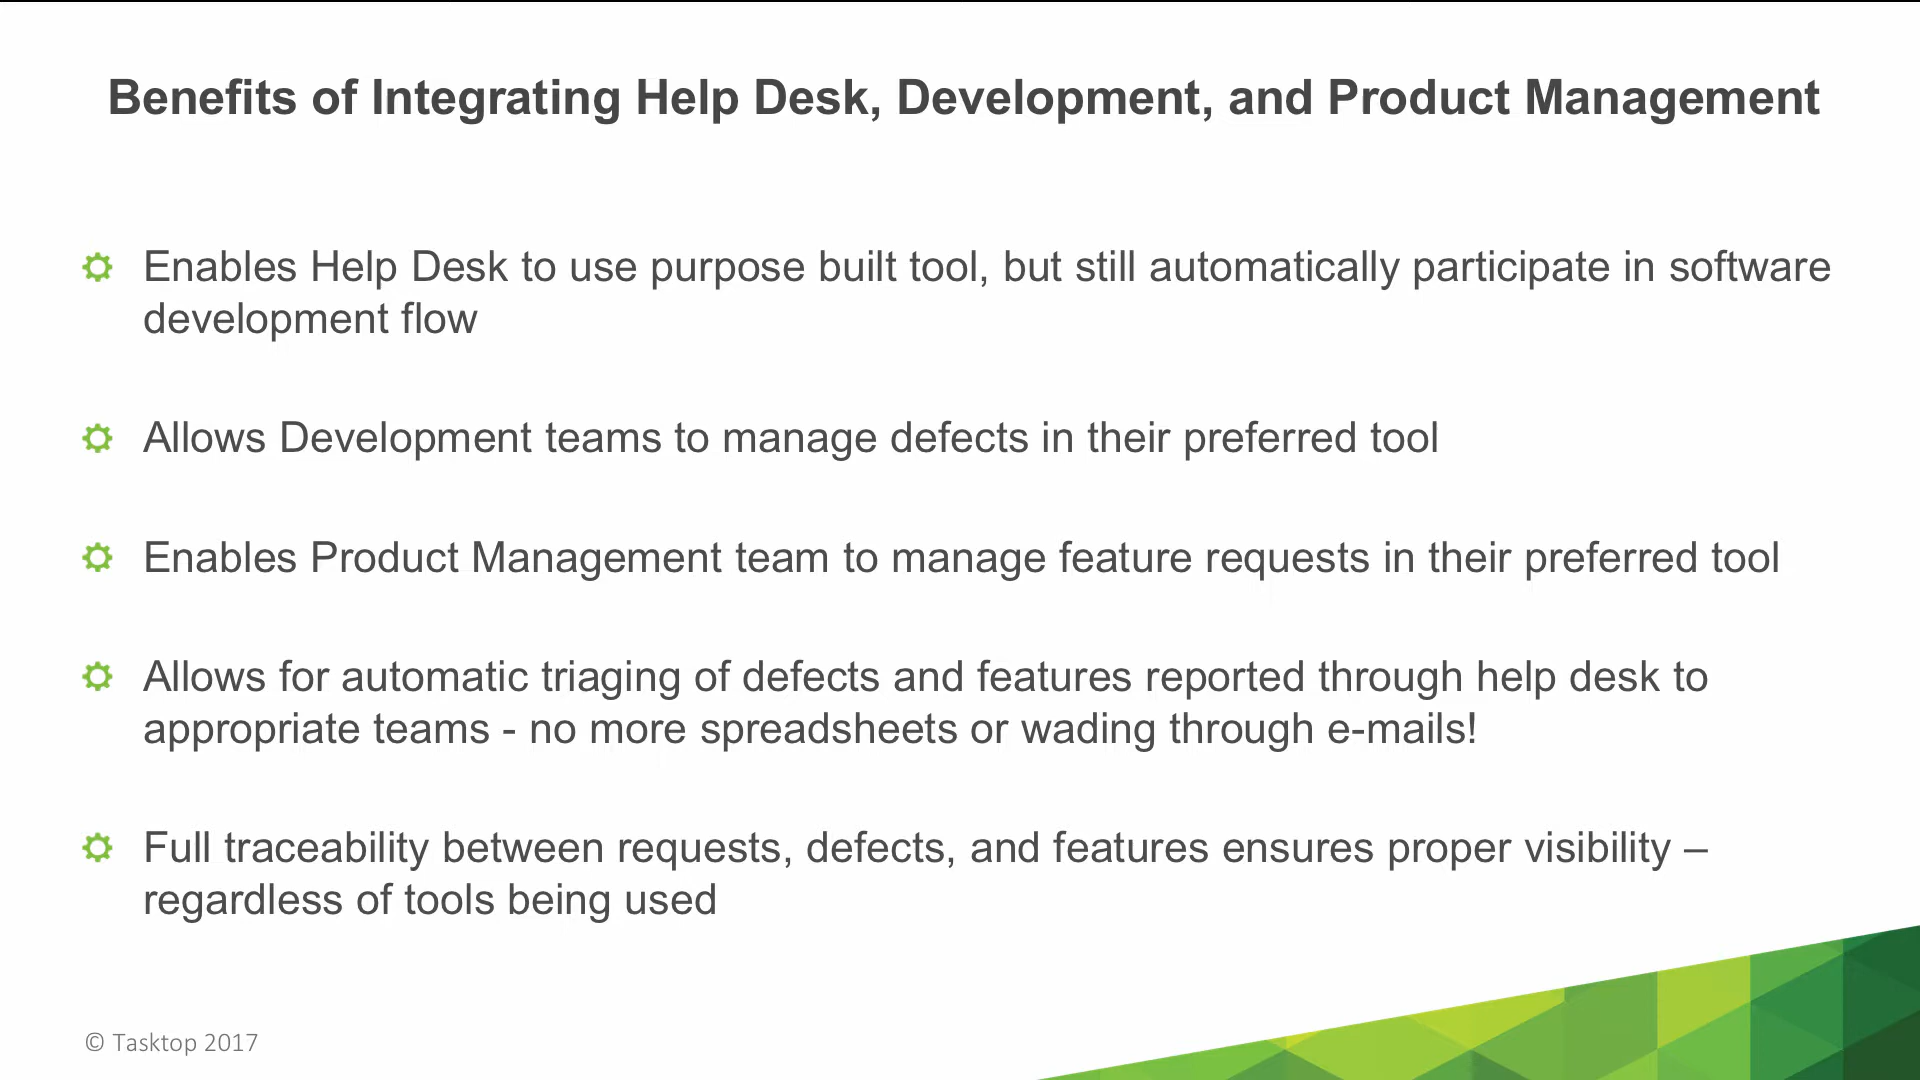 Benefits of Integrating Help Desk, Development, and Product Management
Enables Help Desk to use purpose built tool, but still automatically participate in software
development flow
Allows Development teams to manage defects in their preferred tool
Enables Product Management team to manage feature requests in their preferred tool
Allows for automatic triaging of defects and features reported through help desk to
appropriate teams - no more spreadsheets or wading through e-mails!
Full traceability between requests, defects, and features ensures proper visibility –
regardless of tools being used
© Tasktop 2017